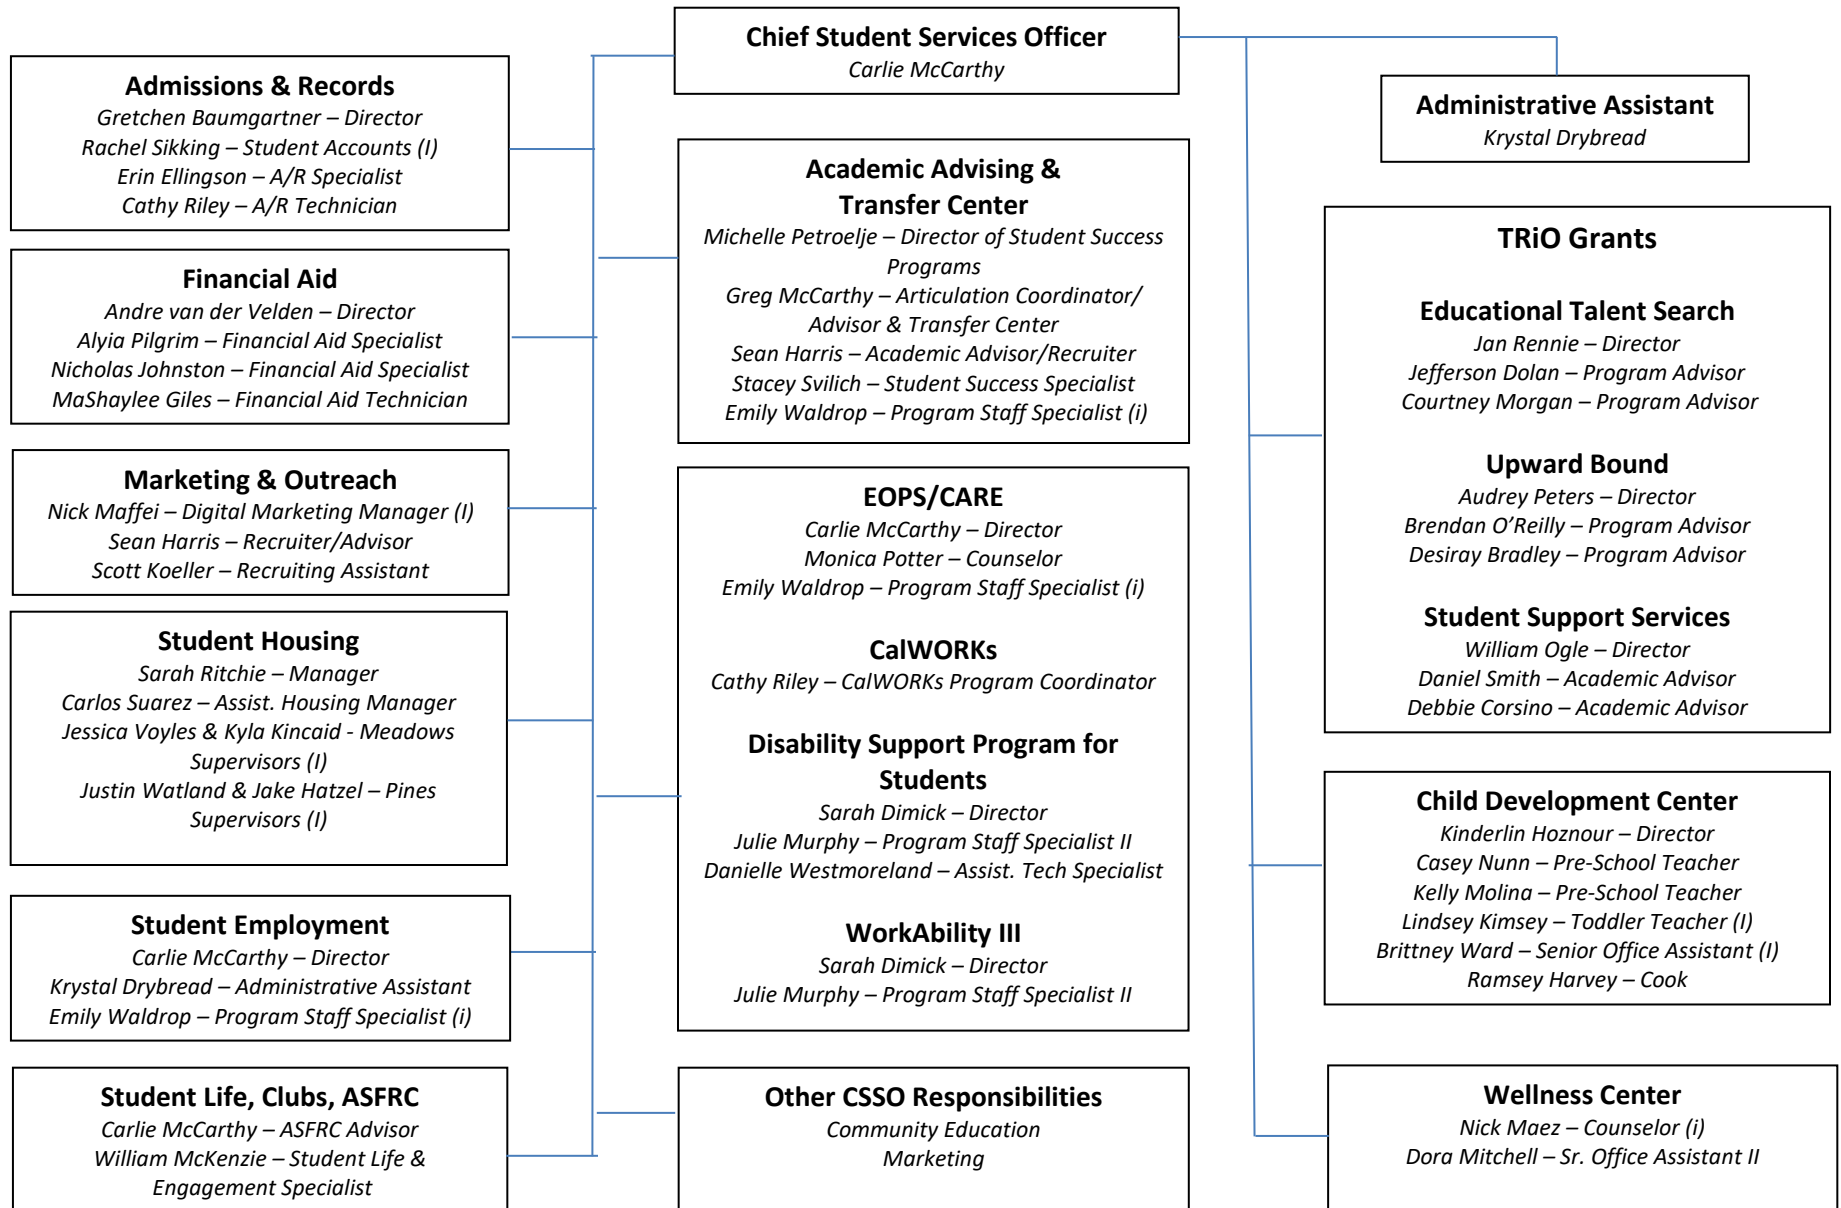 Chief Student Services Officer
Carlie McCarthy
Admissions & Records
Gretchen Baumgartner – Director
Rachel Sikking – Student Accounts (I)
Erin Ellingson – A/R Specialist
Cathy Riley – A/R Technician
Financial Aid
Andre van der Velden – Director
Alyia Pilgrim – Financial Aid Specialist
Nicholas Johnston – Financial Aid Specialist
MaShaylee Giles – Financial Aid Technician
Marketing & Outreach
Nick Maffei – Digital Marketing Manager (I)
Sean Harris – Recruiter/Advisor
Scott Koeller – Recruiting Assistant
Student Housing
Sarah Ritchie – Manager
Carlos Suarez – Assist. Housing Manager
Jessica Voyles & Kyla Kincaid - Meadows
Supervisors (I)
Justin Watland & Jake Hatzel – Pines
Supervisors (I)
Student Employment
Carlie McCarthy – Director
Krystal Drybread – Administrative Assistant
Emily Waldrop – Program Staff Specialist (i)
Student Life, Clubs, ASFRC
Carlie McCarthy – ASFRC Advisor
William McKenzie – Student Life &
Engagement Specialist
Academic Advising &
Transfer Center
Michelle Petroelje – Director of Student Success
Programs
Greg McCarthy – Articulation Coordinator/
Advisor & Transfer Center
Sean Harris – Academic Advisor/Recruiter
Stacey Svilich – Student Success Specialist
Emily Waldrop – Program Staff Specialist (i)
EOPS/CARE
Carlie McCarthy – Director
Monica Potter – Counselor
Emily Waldrop – Program Staff Specialist (i)
CalWORKs
Cathy Riley – CalWORKs Program Coordinator
Disability Support Program for
Students
Sarah Dimick – Director
Julie Murphy – Program Staff Specialist II
Danielle Westmoreland – Assist. Tech Specialist
WorkAbility III
Sarah Dimick – Director
Julie Murphy – Program Staff Specialist II
Other CSSO Responsibilities
Community Education
Marketing
Administrative Assistant
Krystal Drybread
TRiO Grants
Educational Talent Search
Jan Rennie – Director
Jefferson Dolan – Program Advisor
Courtney Morgan – Program Advisor
Upward Bound
Audrey Peters – Director
Brendan O’Reilly – Program Advisor
Desiray Bradley – Program Advisor
Student Support Services
William Ogle – Director
Daniel Smith – Academic Advisor
Debbie Corsino – Academic Advisor
Child Development Center
Kinderlin Hoznour – Director
Casey Nunn – Pre-School Teacher
Kelly Molina – Pre-School Teacher
Lindsey Kimsey – Toddler Teacher (I)
Brittney Ward – Senior Office Assistant (I)
Ramsey Harvey – Cook
Wellness Center
Nick Maez – Counselor (i)
Dora Mitchell – Sr. Office Assistant II